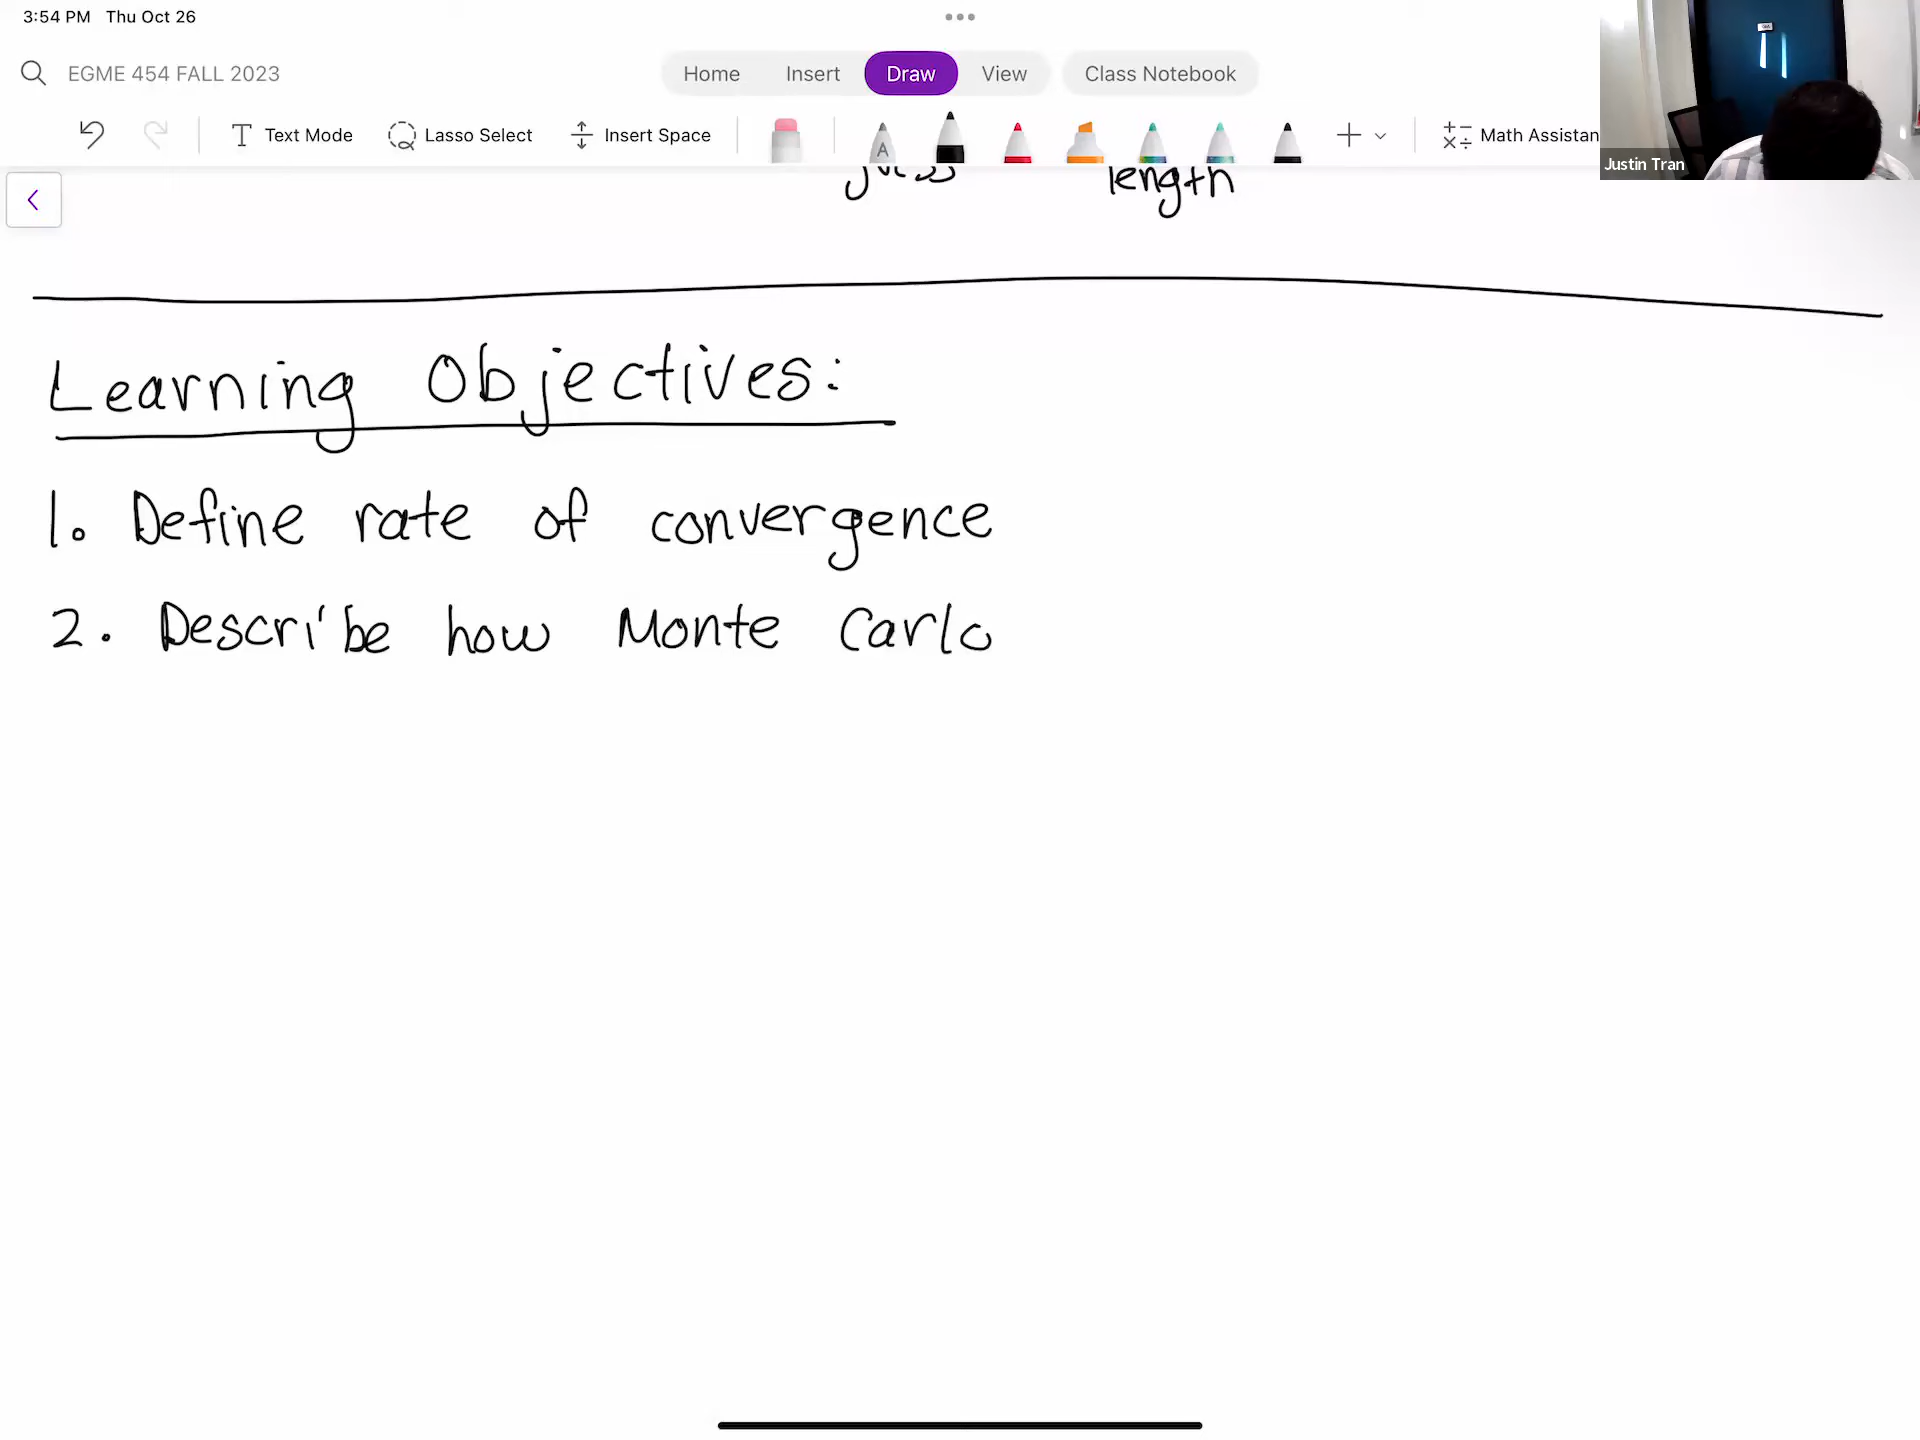 3:54 PM Thu Oct 26
EGME 454 FALL 2023
Home Insert Draw View Class Notebook
Text Mode Lasso Select Insert Space A Math Assistan
Justin Tran
length
Learning Objectives:
1. Define rate of convergence
2. Describe how Monte Carlo